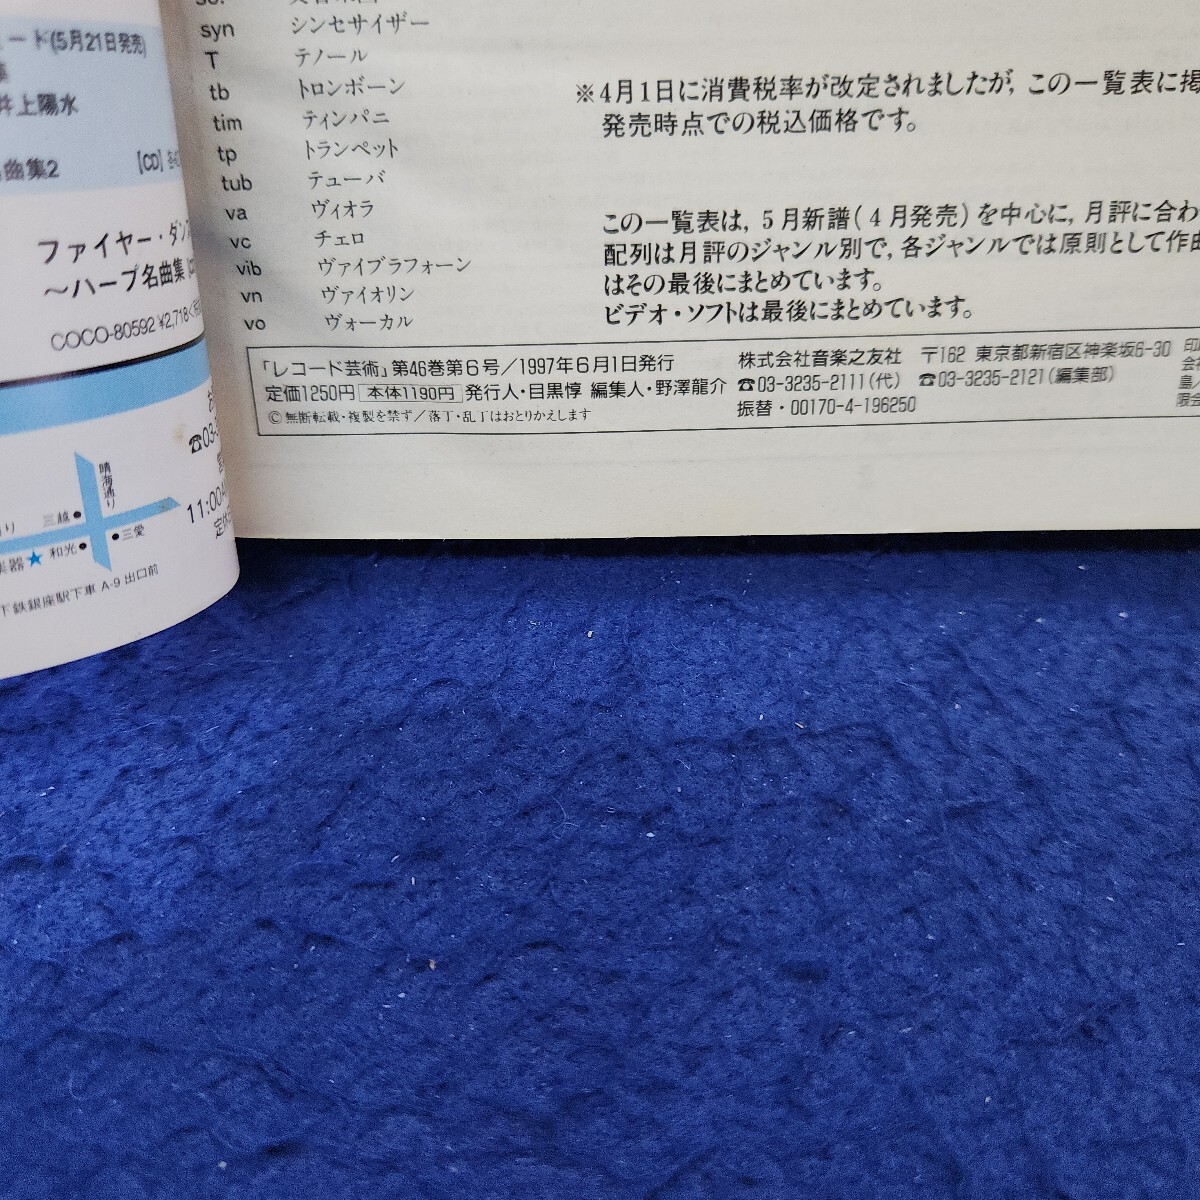 ード(5月21日発売)
井上陽水
曲集2 [CD]
ファイヤー・ダン
～ハープ名曲集
COCO-80592 ¥2,718
☎03-
11:00
晴海通り
三越●
●三愛
和光●
楽器★
下鉄銀座駅下車 A-9 出口前
syn シンセサイザー
T テノール
tb トロンボーン
tim ティンパニ
tp トランペット
tub テューバ
va ヴィオラ
vc チェロ
vib ヴァイブラフォーン
vn ヴァイオリン
vo ヴォーカル
※4月1日に消費税率が改定されましたが, この一覧表に掲
発売時点での税込価格です。
この一覧表は, 5月新譜(4月発売)を中心に, 月評に合わ
配列は月評のジャンル別で, 各ジャンルでは原則として作曲
はその最後にまとめています。
ビデオ・ソフトは最後にまとめています。
「レコード芸術」第46巻第6号／1997年6月1日発行
定価1250円 本体1190円 発行人・目黒惇 編集人・野澤龍介
©無断転載・複製を禁ず／落丁・乱丁はおとりかえします
株式会社音楽之友社 〒162 東京都新宿区神楽坂6-30
☎03-3235-2111(代) ☎03-3235-2121(編集部)
振替・00170-4-196250